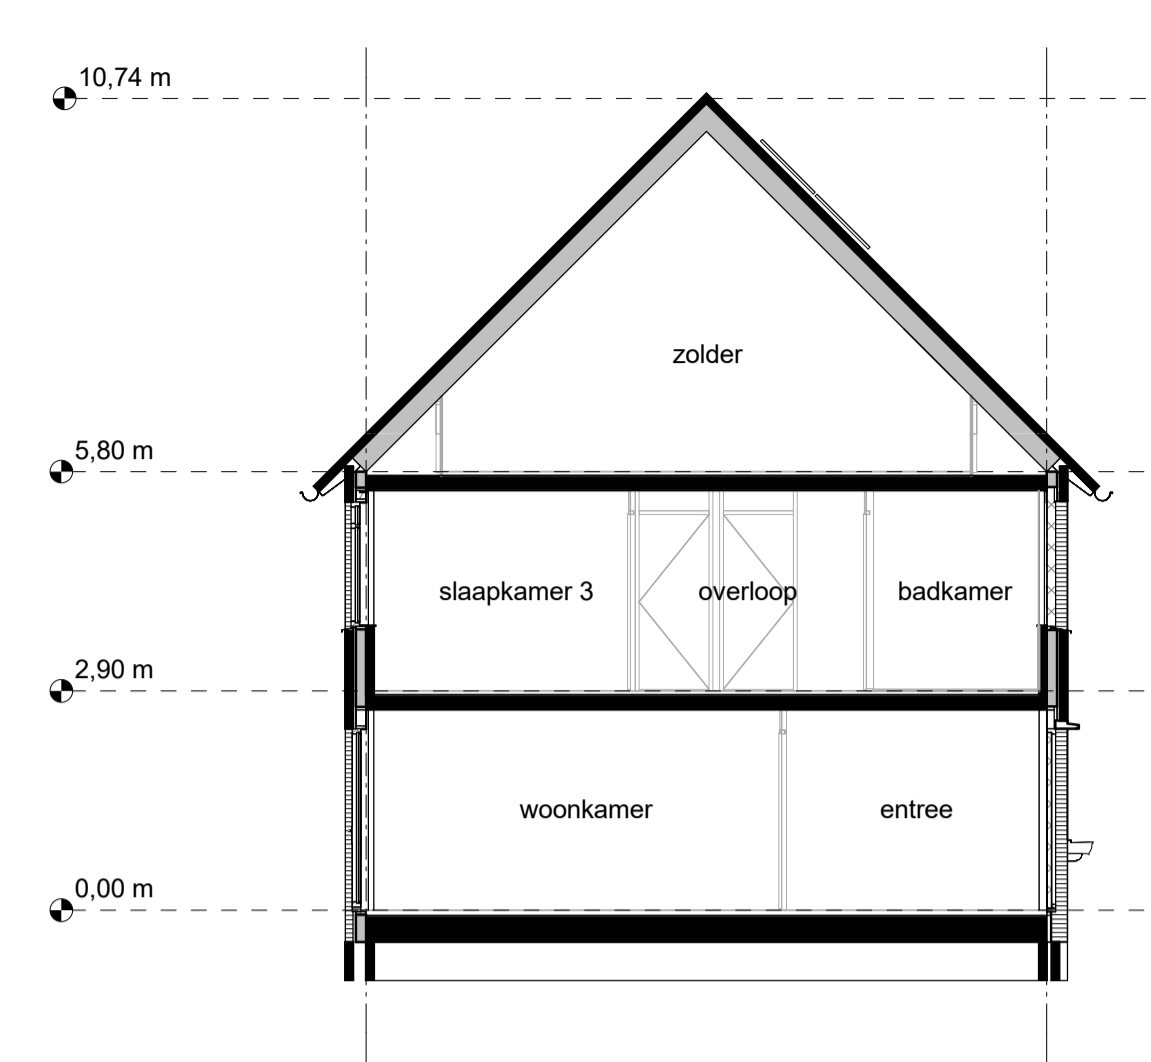 10,74 m
zolder
5,80 m
slaapkamer 3 overloop badkamer
2,90 m
woonkamer entree
0,00 m